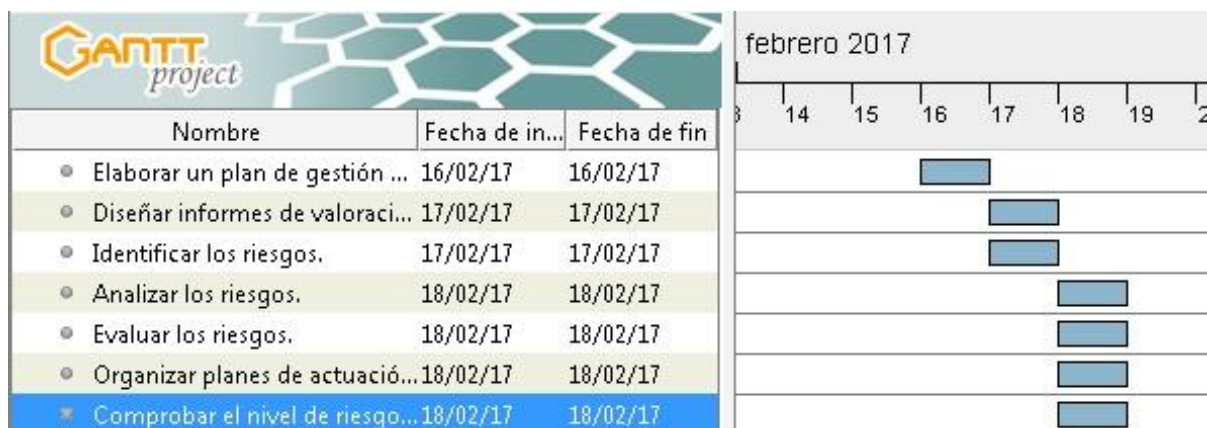 GANTT
project
febrero 2017
14 15 16 17 18 19
Nombre Fecha de in... Fecha de fin
Elaborar un plan de gestión ... 16/02/17 16/02/17
Diseñar informes de valoraci... 17/02/17 17/02/17
Identificar los riesgos. 17/02/17 17/02/17
Analizar los riesgos. 18/02/17 18/02/17
Evaluar los riesgos. 18/02/17 18/02/17
Organizar planes de actuació... 18/02/17 18/02/17
Comprobar el nivel de riesgo... 18/02/17 18/02/17